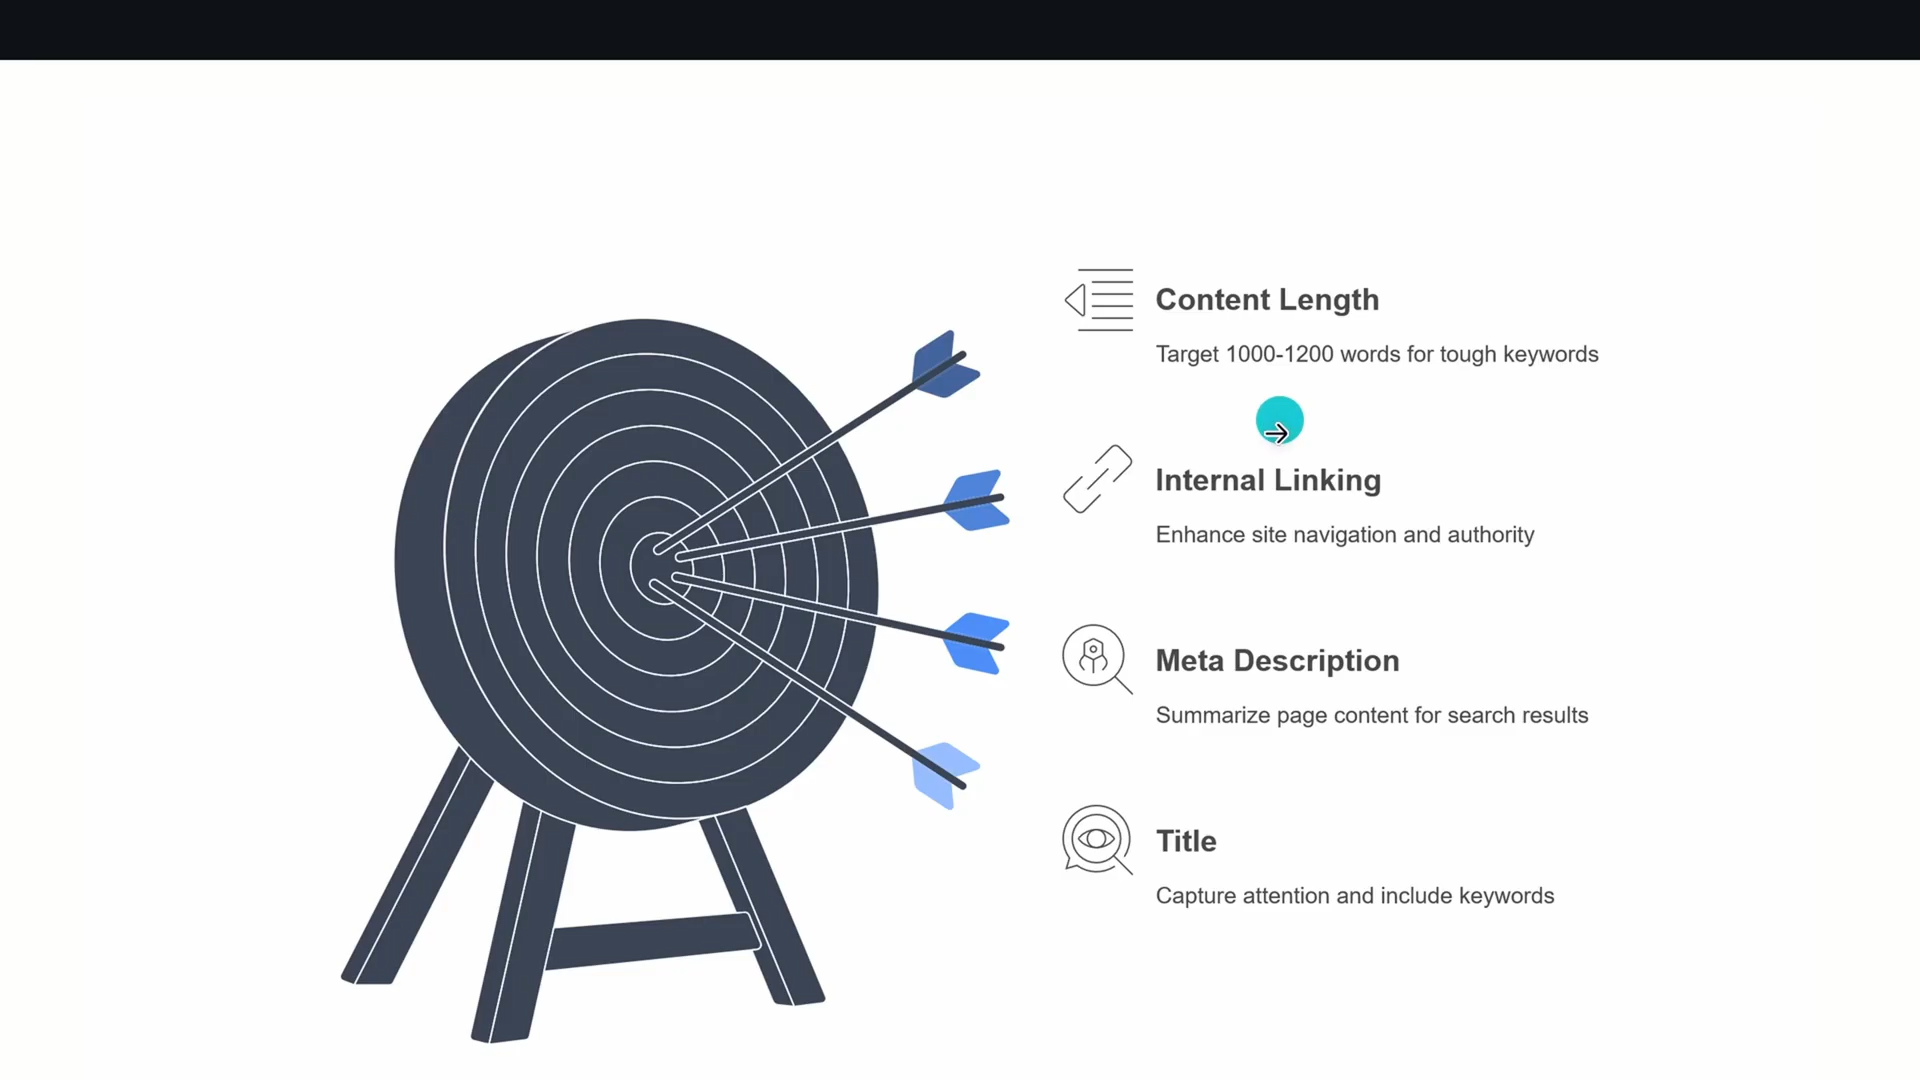 Content Length
Target 1000-1200 words for tough keywords
Internal Linking
Enhance site navigation and authority
Meta Description
Summarize page content for search results
Title
Capture attention and include keywords